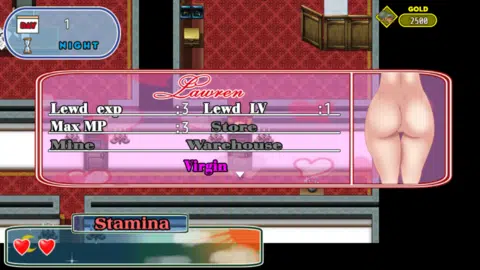 DAY 1
GOLD
NIGHT
2500
Lawren
Lewd exp :3 Lewd LV :1
Max MP :3 Store
Mine Warehouse
Virgin
Stamina